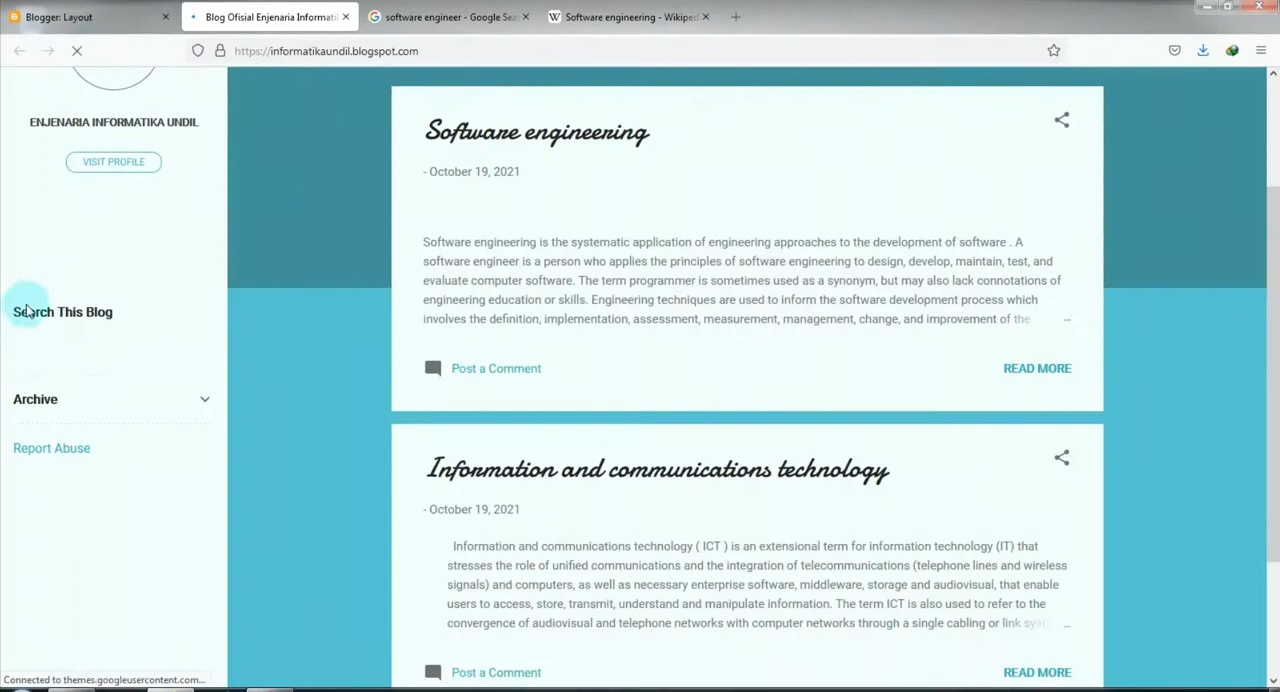 Blogger: Layout
Blog Ofisial Enjenaria Informati
software engineer - Google Sea
Software engineering - Wikiped
https://informatikaundil.blogspot.com
ENJENARIA INFORMATIKA UNDIL
VISIT PROFILE
Search This Blog
Archive
Report Abuse
Software engineering
- October 19, 2021
Software engineering is the systematic application of engineering approaches to the development of software . A
software engineer is a person who applies the principles of software engineering to design, develop, maintain, test, and
evaluate computer software. The term programmer is sometimes used as a synonym, but may also lack connotations of
engineering education or skills. Engineering techniques are used to inform the software development process which
involves the definition, implementation, assessment, measurement, management, change, and improvement of the ...
Post a Comment
READ MORE
Information and communications technology
- October 19, 2021
Information and communications technology ( ICT ) is an extensional term for information technology (IT) that
stresses the role of unified communications and the integration of telecommunications (telephone lines and wireless
signals) and computers, as well as necessary enterprise software, middleware, storage and audiovisual, that enable
users to access, store, transmit, understand and manipulate information. The term ICT is also used to refer to the
convergence of audiovisual and telephone networks with computer networks through a single cabling or link syst ...
Post a Comment
READ MORE
Connected to themes.googleusercontent.com...